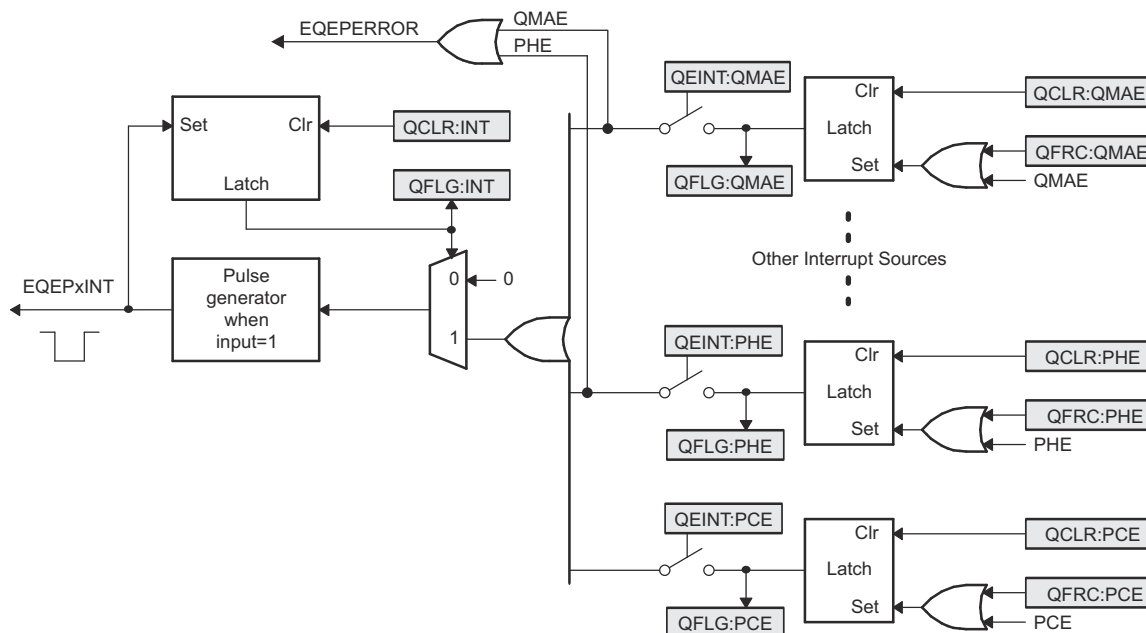 EQEPERROR
QMAE
PHE
Set
Clr
Latch
QCLR:INT
QFLG:INT
0
0
1
Pulse
generator
when
input=1
EQEPxINT
QEINT:QMAE
QFLG:QMAE
Clr
Latch
Set
QCLR:QMAE
QFRC:QMAE
QMAE
Other Interrupt Sources
QEINT:PHE
QFLG:PHE
Clr
Latch
Set
QCLR:PHE
QFRC:PHE
PHE
QEINT:PCE
QFLG:PCE
Clr
Latch
Set
QCLR:PCE
QFRC:PCE
PCE